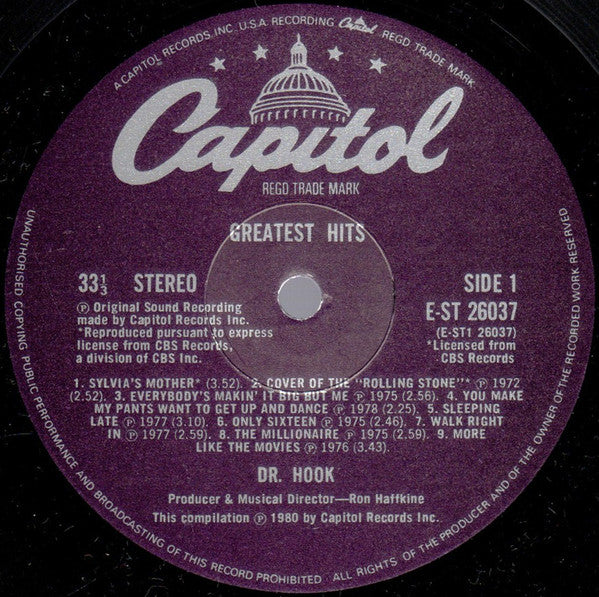 A CAPITOL RECORDS, INC. U.S.A. RECORDING Capitol REGD TRADE MARK
Capitol
REGD TRADE MARK
GREATEST HITS
33 1/3 STEREO
SIDE 1
Ⓟ Original Sound Recording
made by Capitol Records Inc.
*Reproduced pursuant to express
license from CBS Records,
a division of CBS Inc.
E-ST 26037
(E-ST1 26037)
*Licensed from
CBS Records
1. SYLVIA'S MOTHER* (3.52). 2. COVER OF THE "ROLLING STONE"* Ⓟ 1972
(2.52). 3. EVERYBODY'S MAKIN' IT BIG BUT ME Ⓟ 1975 (2.56). 4. YOU MAKE
MY PANTS WANT TO GET UP AND DANCE Ⓟ 1978 (2.25). 5. SLEEPING
LATE Ⓟ 1977 (3.10). 6. ONLY SIXTEEN Ⓟ 1975 (2.46). 7. WALK RIGHT
IN Ⓟ 1977 (2.59). 8. THE MILLIONAIRE Ⓟ 1975 (2.59). 9. MORE
LIKE THE MOVIES Ⓟ 1976 (3.43).
DR. HOOK
Producer & Musical Director—Ron Haffkine
This compilation Ⓟ 1980 by Capitol Records Inc.
UNAUTHORISED COPYING, PUBLIC PERFORMANCE AND BROADCASTING OF THIS RECORD PROHIBITED · ALL RIGHTS OF THE PRODUCER AND OF THE OWNER OF THE RECORDED WORK RESERVED